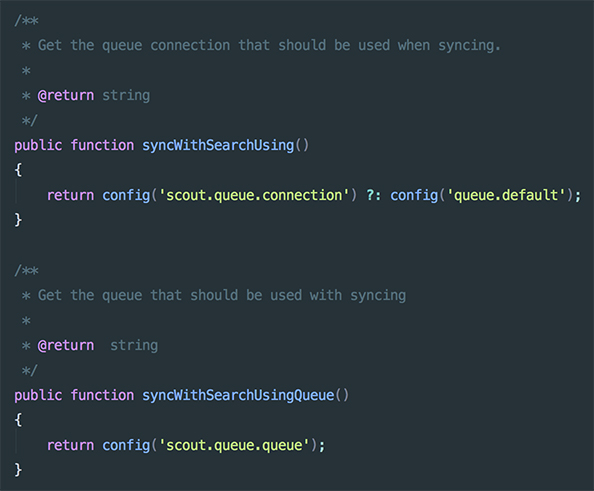 /**
 * Get the queue connection that should be used when syncing.
 *
 * @return string
 */
public function syncWithSearchUsing()
{
    return config('scout.queue.connection') ?: config('queue.default');
}

/**
 * Get the queue that should be used with syncing
 *
 * @return  string
 */
public function syncWithSearchUsingQueue()
{
    return config('scout.queue.queue');
}